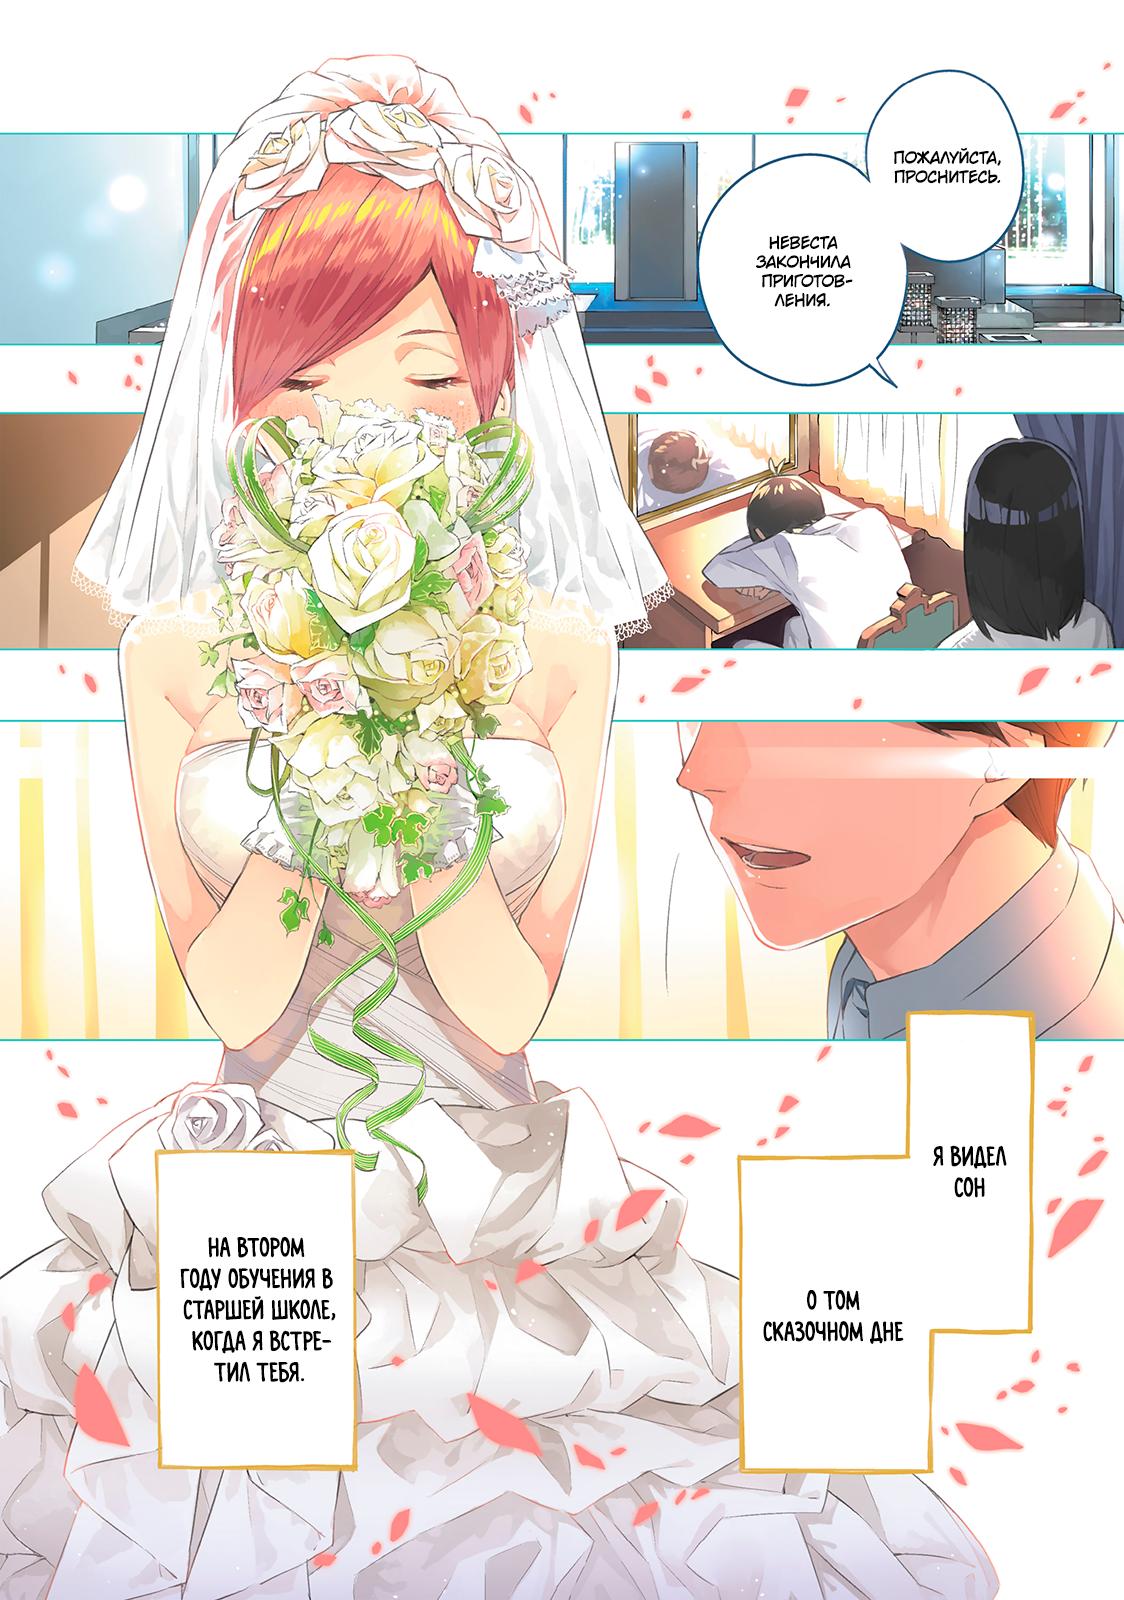 ПОЖАЛУЙСТА,
ПРОСНИТЕСЬ.
НЕВЕСТА
ЗАКОНЧИЛА
ПРИГОТОВ-
ЛЕНИЯ.
Я ВИДЕЛ
СОН
О ТОМ
СКАЗОЧНОМ ДНЕ
НА ВТОРОМ
ГОДУ ОБУЧЕНИЯ В
СТАРШЕЙ ШКОЛЕ,
КОГДА Я ВСТРЕ-
ТИЛ ТЕБЯ.